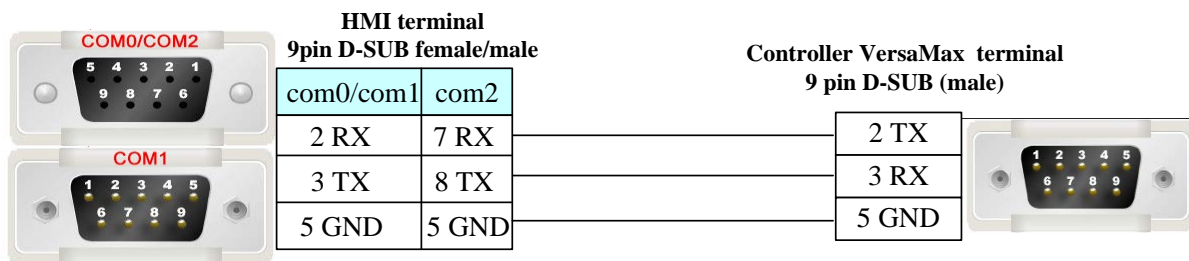 COM0/COM2
5 4 3 2 1
9 8 7 6
COM1
1 2 3 4 5
6 7 8 9
HMI terminal
9pin D-SUB female/male
com0/com1 com2
2 RX 7 RX
3 TX 8 TX
5 GND 5 GND
Controller VersaMax terminal
9 pin D-SUB (male)
2 TX
3 RX
5 GND
1 2 3 4 5
6 7 8 9